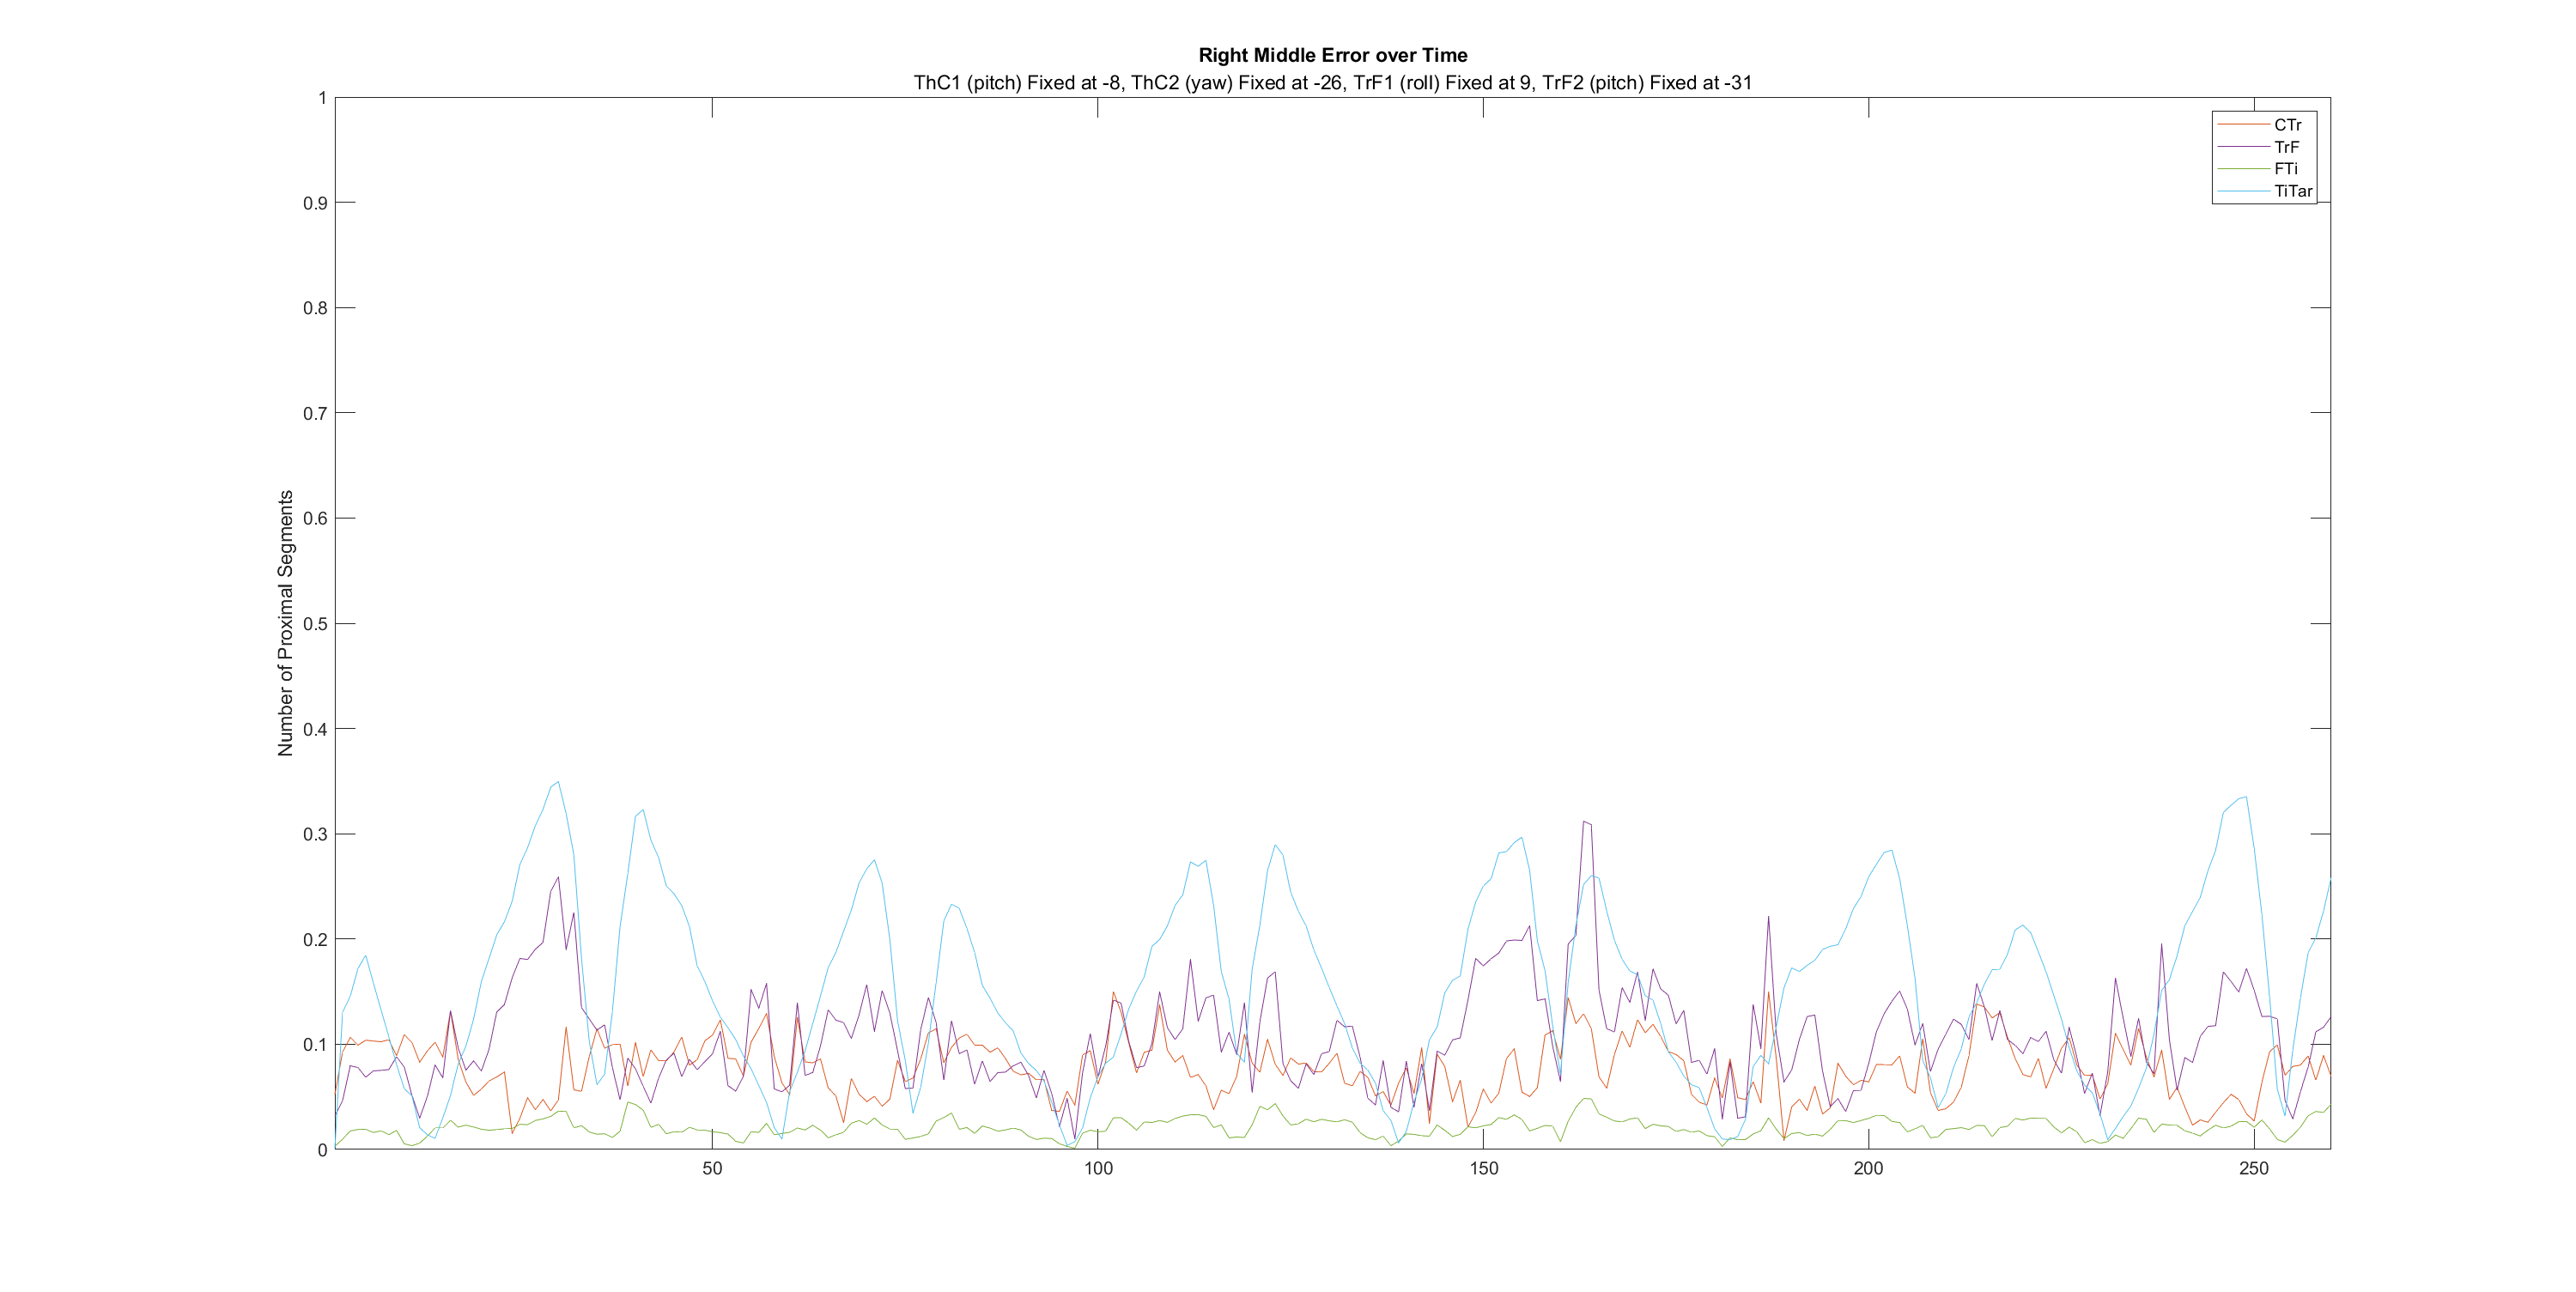 Right Middle Error over Time
ThC1 (pitch) Fixed at -8, ThC2 (yaw) Fixed at -26, TrF1 (roll) Fixed at 9, TrF2 (pitch) Fixed at -31
1
0.9
0.8
0.7
0.6
0.5
0.4
0.3
0.2
0.1
0
Number of Proximal Segments
CTr
TrF
FTi
TiTar
50
100
150
200
250